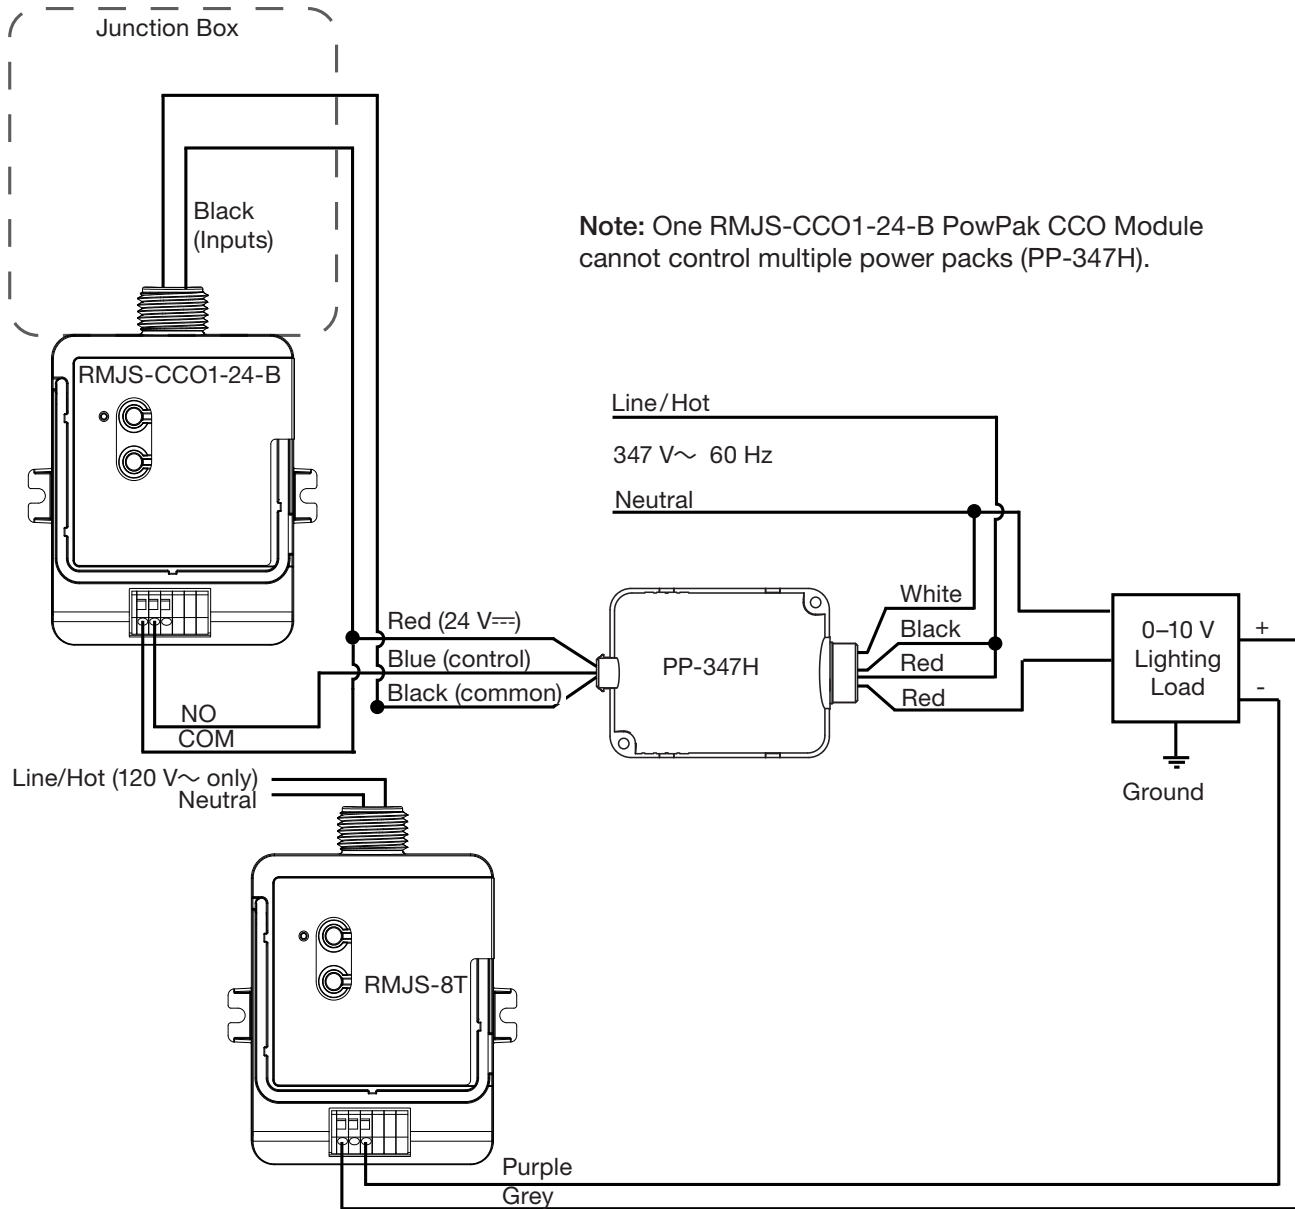 Junction Box
Black
(Inputs)
Note: One RMJS-CCO1-24-B PowPak CCO Module
cannot control multiple power packs (PP-347H).
RMJS-CCO1-24-B
Line/Hot
347 V~ 60 Hz
Neutral
White
Black
Red
Red
Red (24 V⎓)
Blue (control)
Black (common)
PP-347H
0–10 V
Lighting
Load
+
-
Ground
NO
COM
Line/Hot (120 V~ only)
Neutral
RMJS-8T
Purple
Grey